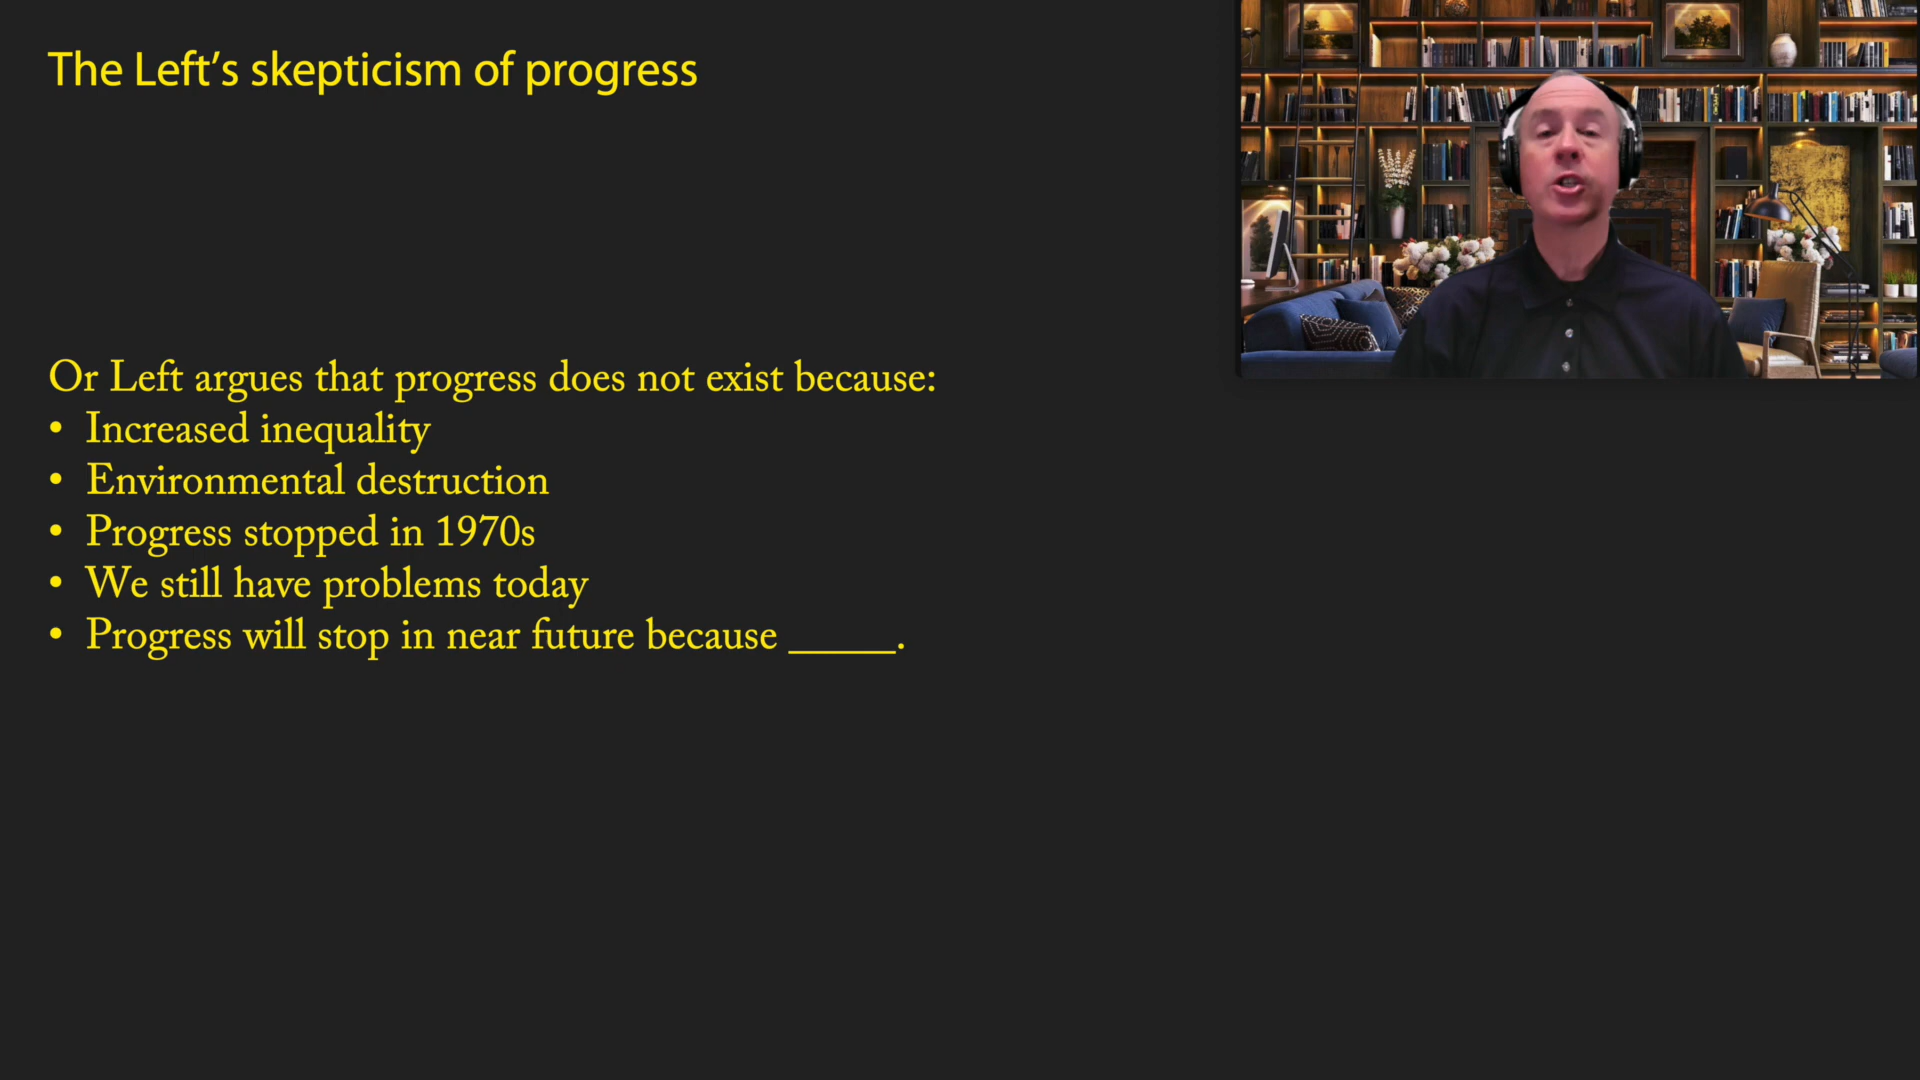 The Left’s skepticism of progress
Or Left argues that progress does not exist because:
• Increased inequality
• Environmental destruction
• Progress stopped in 1970s
• We still have problems today
• Progress will stop in near future because _____.